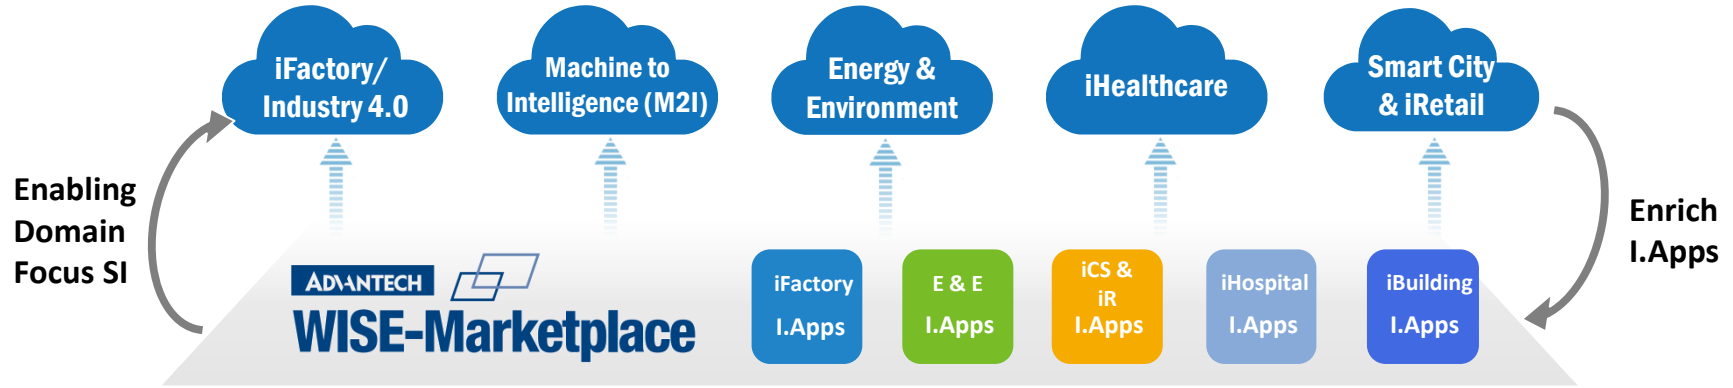 iFactory/
Industry 4.0
Machine to
Intelligence (M2I)
Energy &
Environment
iHealthcare
Smart City
& iRetail
Enabling
Domain
Focus SI
Enrich
I.Apps
ADVANTECH
WISE-Marketplace
iFactory
I.Apps
E & E
I.Apps
iCS &
iR
I.Apps
iHospital
I.Apps
iBuilding
I.Apps